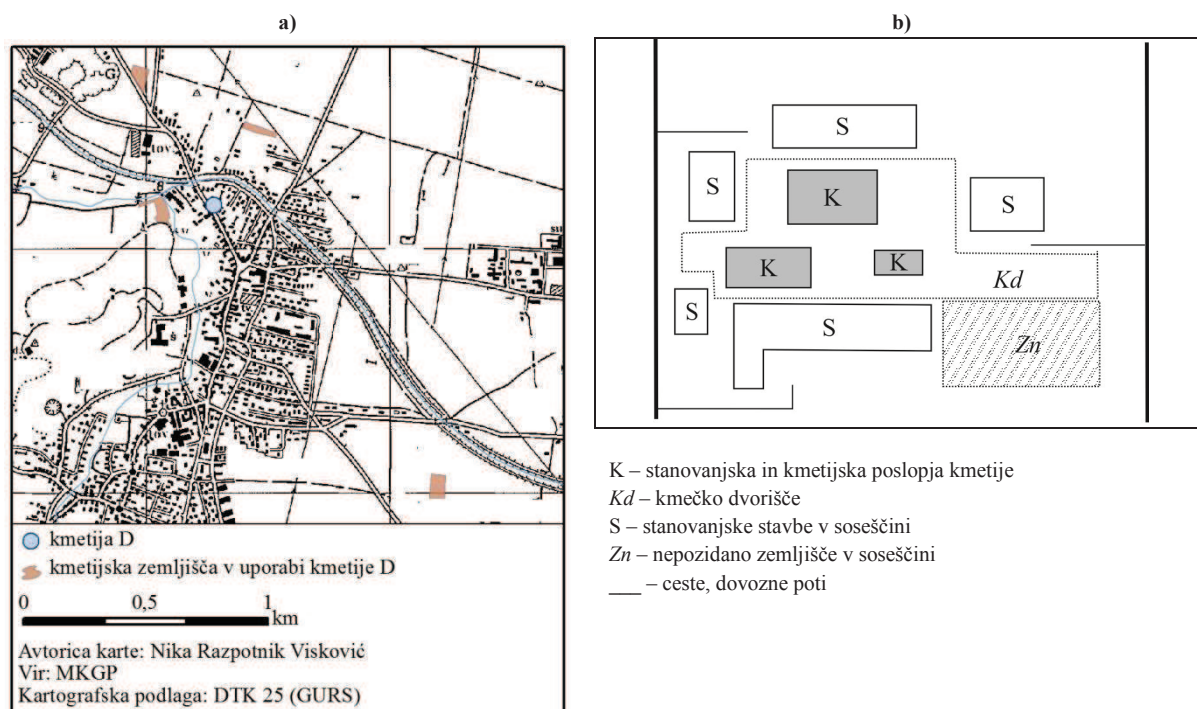 a)
G
tov.
kmetija D
kmetijska zemljišča v uporabi kmetije D
0 0,5 1
km
Avtorica karte: Nika Razpotnik Visković
Vir: MKGP
Kartografska podlaga: DTK 25 (GURS)
b)
S
S
K
S
K
K
Kd
S
S
Zn
K – stanovanjska in kmetijska poslopja kmetije
Kd – kmečko dvorišče
S – stanovanjske stavbe v soseščini
Zn – nepozidano zemljišče v soseščini
___ – ceste, dovozne poti